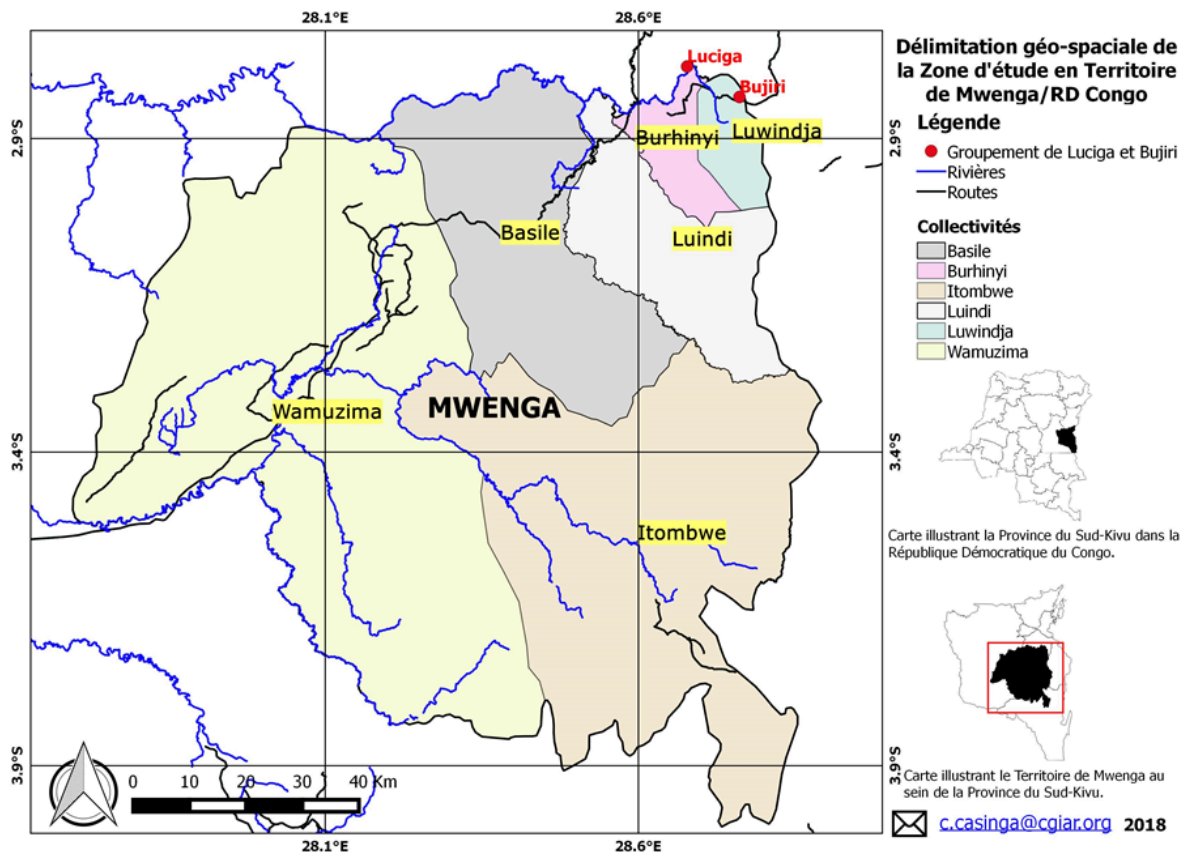 28.1°E
28.6°E
Luciga
Bujiri
Burhinyi
Luwindja
2.9°S
2.9°S
Basile
Luindi
Wamuzima
MWENGA
3.4°S
3.4°S
Itombwe
3.9°S
3.9°S
0 10 20 30 40 Km
28.1°E
28.6°E
Délimitation géo-spaciale de
la Zone d'étude en Territoire
de Mwenga/RD Congo
Légende
Groupement de Luciga et Bujiri
Rivières
Routes
Collectivités
Basile
Burhinyi
Itombwe
Luindi
Luwindja
Wamuzima
Carte illustrant la Province du Sud-Kivu dans la
République Démocratique du Congo.
Carte illustrant le Territoire de Mwenga au
sein de la Province du Sud-Kivu.
c.casinga@cgiar.org 2018